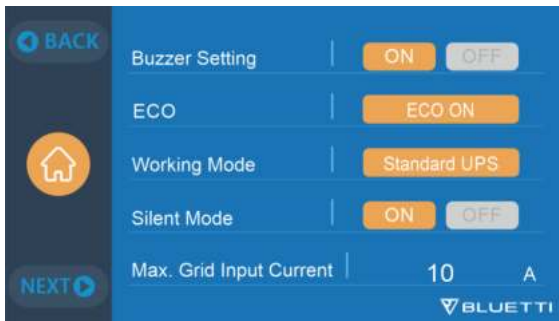 BACK
Buzzer Setting ON OFF
ECO ECO ON
Working Mode Standard UPS
Silent Mode ON OFF
Max. Grid Input Current 10 A
NEXT
BLUETTI